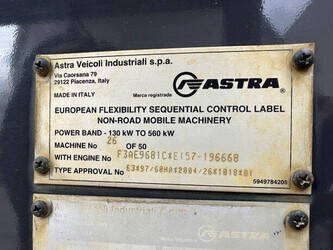 Astra Veicoli Industriali s.p.a.
Via Caorsana 79
29122 Piacenza, Italy
ASTRA
MADE IN ITALY
Marca registrada
EUROPEAN FLEXIBILITY SEQUENTIAL CONTROL LABEL
NON-ROAD MOBILE MACHINERY
POWER BAND - 130 kW TO 560 kW
MACHINE No 26 OF 50
WITH ENGINE No F3AE9681C*E157-196668
TYPE APPROVAL No E3*97/68HA*2004/26*1018*01
5949784205